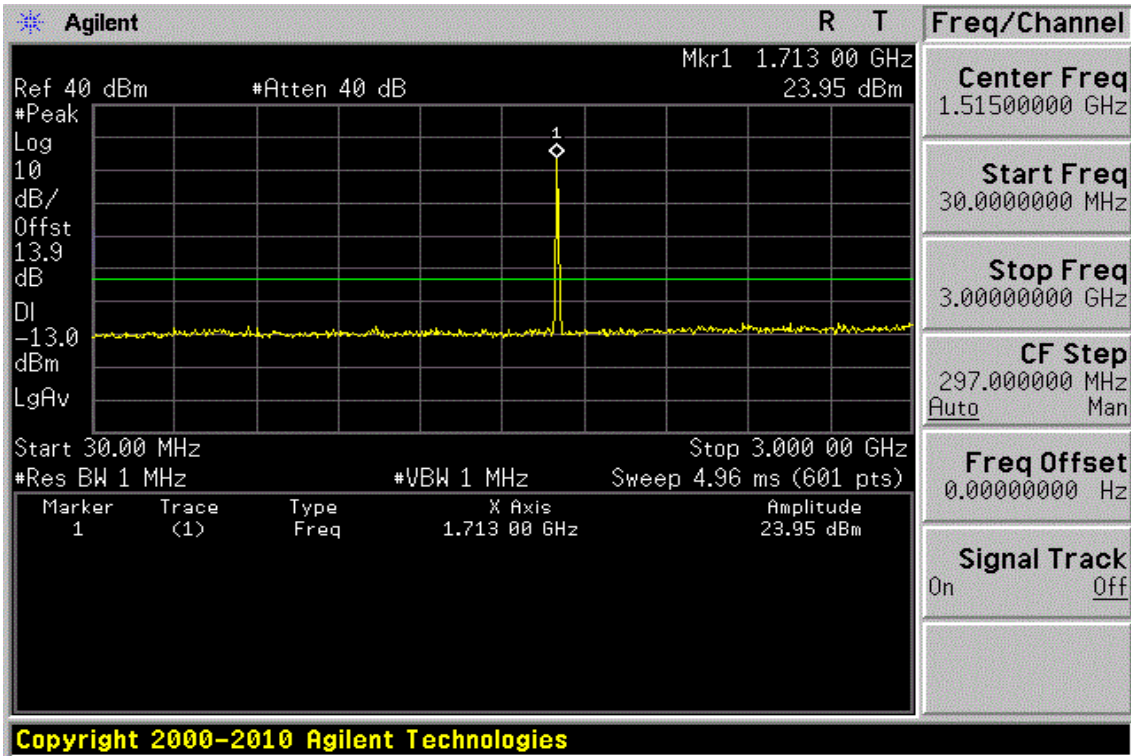 Agilent R T
Mkr1 1.713 00 GHz
Ref 40 dBm #Atten 40 dB 23.95 dBm
#Peak
Log
10
dB/
Offst
13.9
dB
DI
-13.0
dBm
LgAv
1
Start 30.00 MHz Stop 3.000 00 GHz
#Res BW 1 MHz #VBW 1 MHz Sweep 4.96 ms (601 pts)
Marker Trace Type X Axis Amplitude
1 (1) Freq 1.713 00 GHz 23.95 dBm
Freq/Channel
Center Freq
1.51500000 GHz
Start Freq
30.0000000 MHz
Stop Freq
3.00000000 GHz
CF Step
297.000000 MHz
Auto Man
Freq Offset
0.00000000 Hz
Signal Track
On Off
Copyright 2000-2010 Agilent Technologies